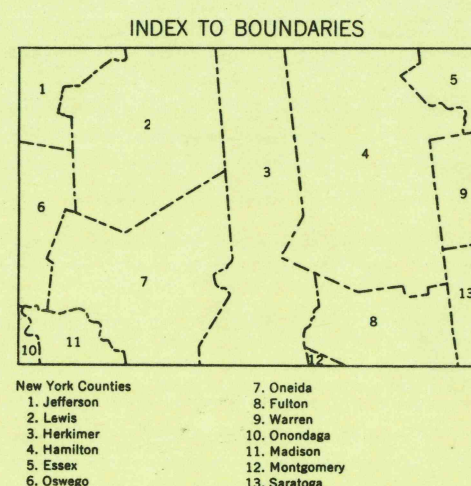 INDEX TO BOUNDARIES
1
2
3
4
5
6
7
8
9
10
11
12
13
New York Counties
1. Jefferson
2. Lewis
3. Herkimer
4. Hamilton
5. Essex
6. Oswego
7. Oneida
8. Fulton
9. Warren
10. Onondaga
11. Madison
12. Montgomery
13. Saratoga